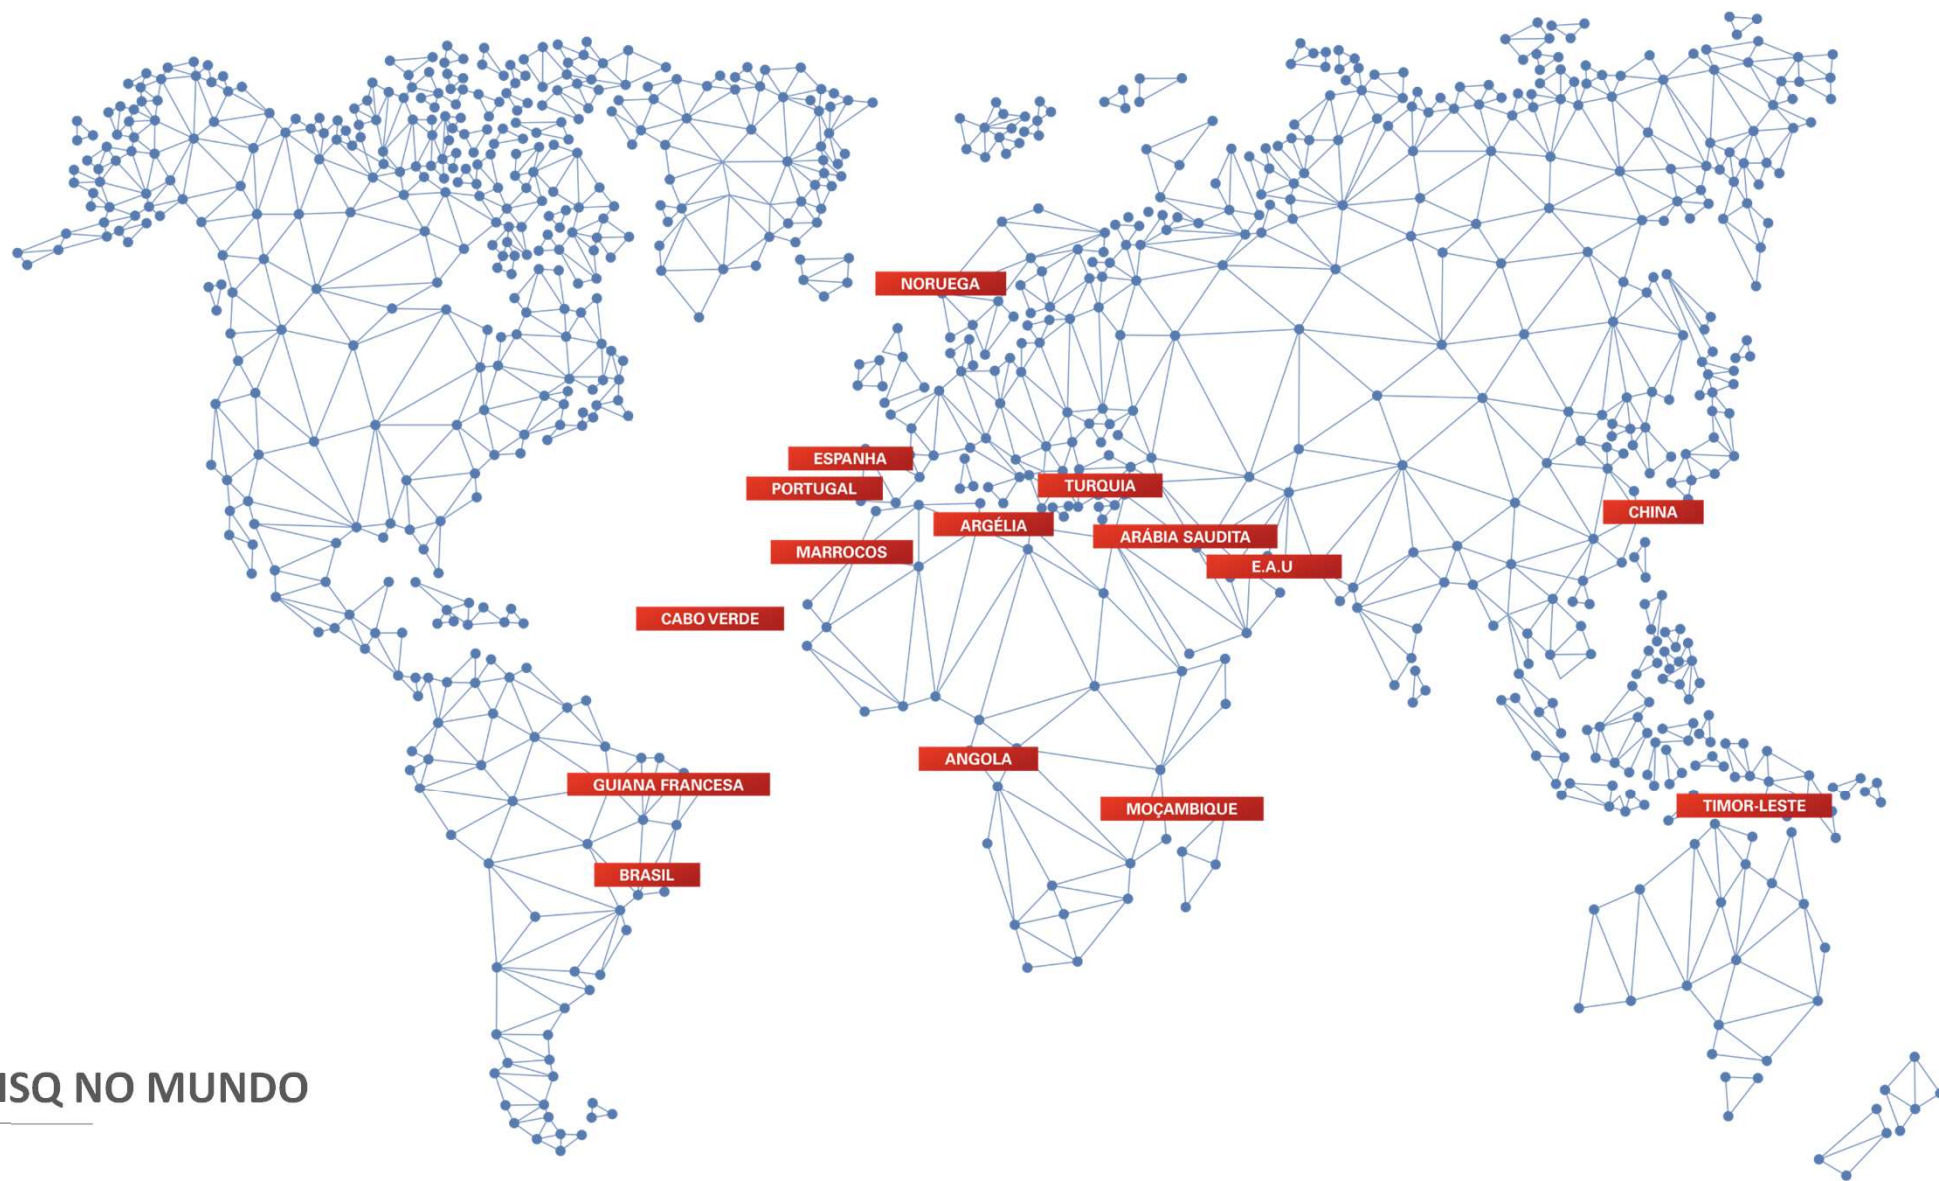 NORUEGA
ESPANHA
PORTUGAL
TURQUIA
CHINA
ARGÉLIA
ARÁBIA SAUDITA
MARROCOS
E.A.U
CABO VERDE
ANGOLA
GUIANA FRANCESA
MOÇAMBIQUE
TIMOR-LESTE
BRASIL
ISQ NO MUNDO